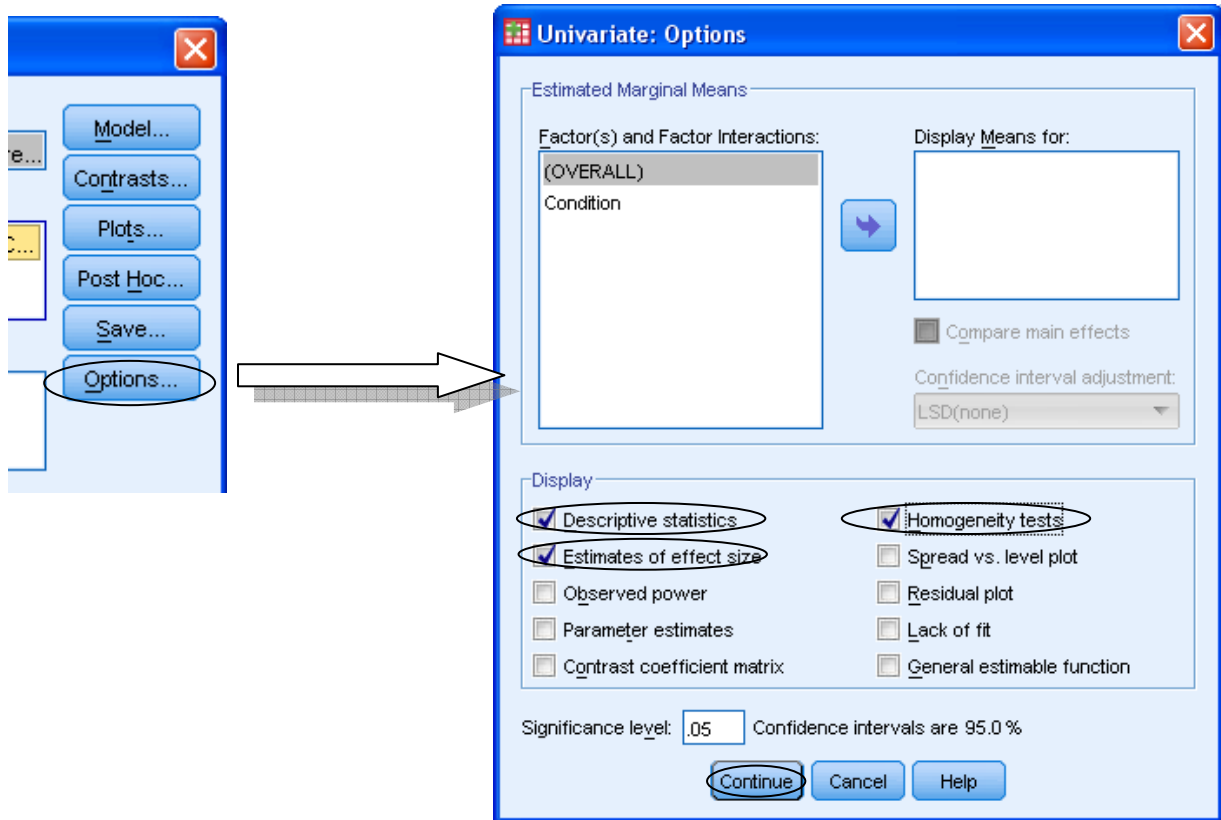 Model...
re...
Contrasts...
Plots...
C...
Post Hoc...
Save...
Options...
Univariate: Options
Estimated Marginal Means
Factor(s) and Factor Interactions:
Display Means for:
(OVERALL)
Condition
Compare main effects
Confidence interval adjustment:
LSD(none)
Display
Descriptive statistics
Homogeneity tests
Estimates of effect size
Spread vs. level plot
Observed power
Residual plot
Parameter estimates
Lack of fit
Contrast coefficient matrix
General estimable function
Significance level: .05 Confidence intervals are 95.0 %
Continue Cancel Help